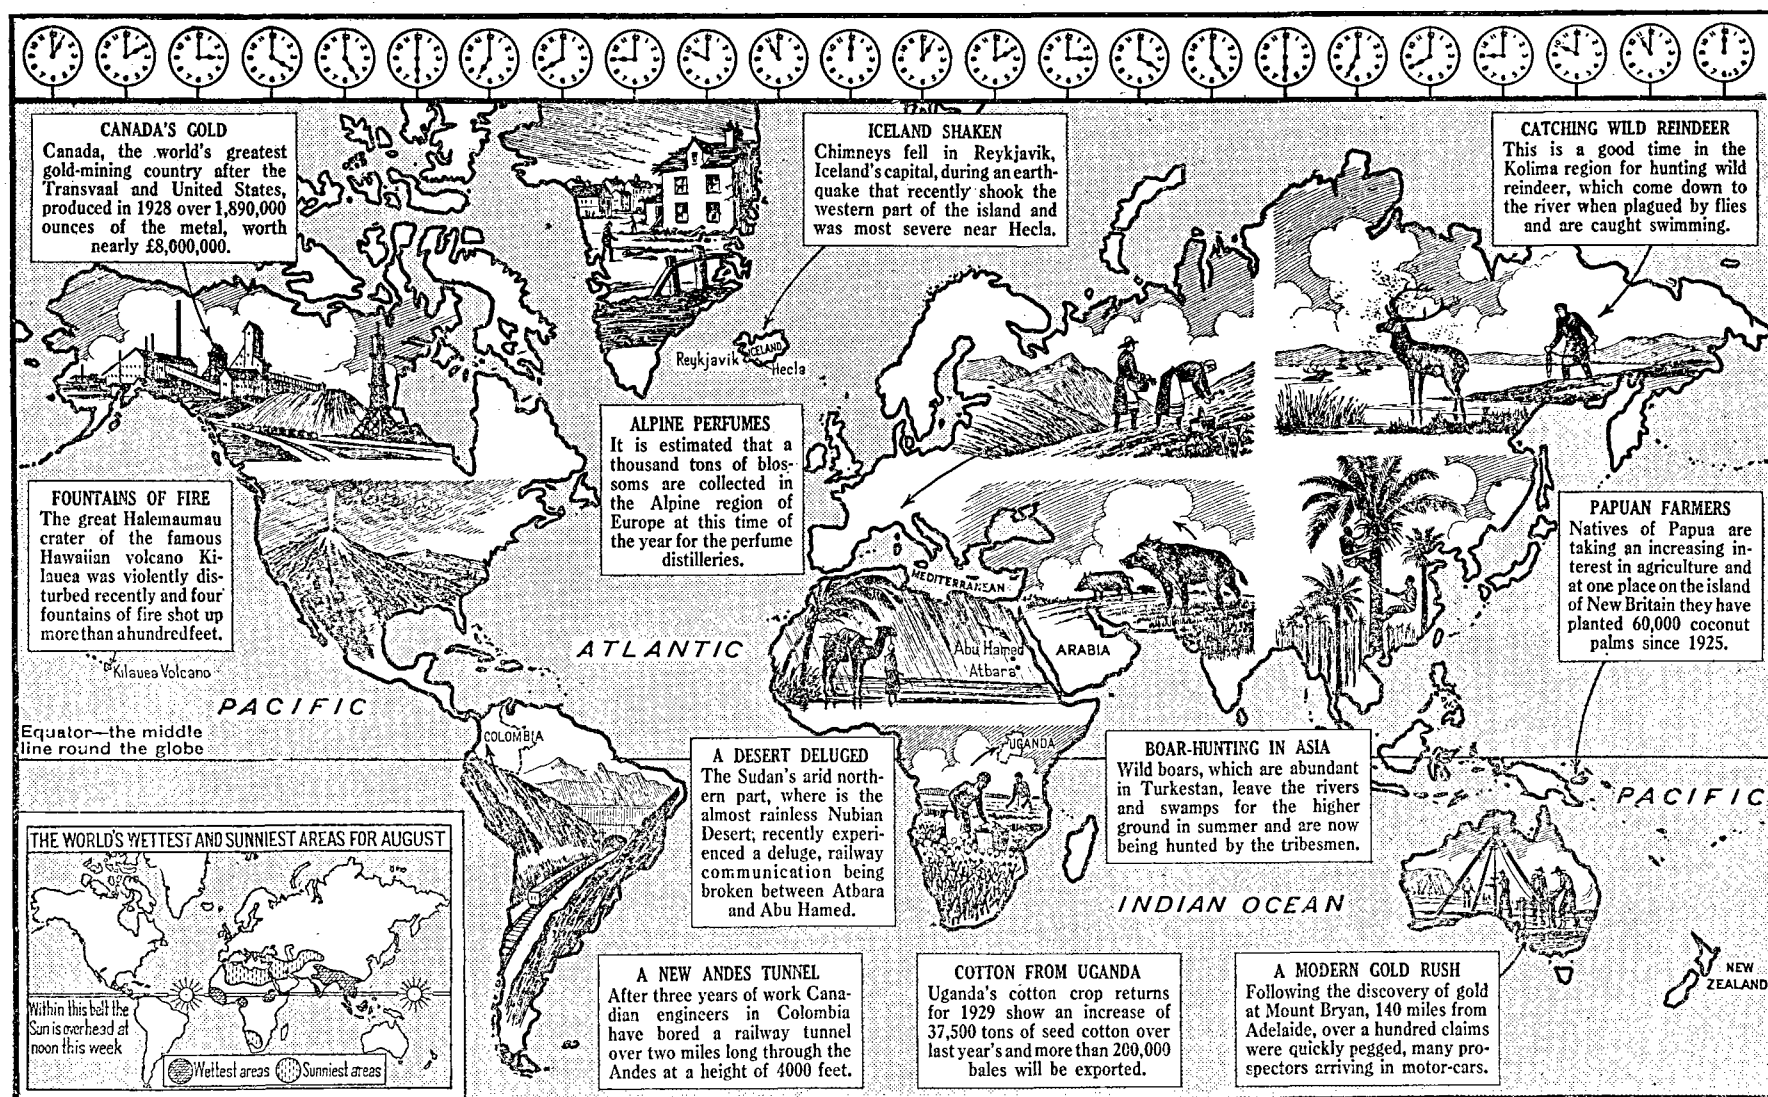 CANADA'S GOLD
Canada, the world's greatest
gold-mining country after the
Transvaal and United States,
produced in 1928 over 1,890,000
ounces of the metal, worth
nearly £8,000,000.
ICELAND SHAKEN
Chimneys fell in Reykjavik,
Iceland's capital, during an earth-
quake that recently shook the
western part of the island and
was most severe near Hecla.
CATCHING WILD REINDEER
This is a good time in the
Kolima region for hunting wild
reindeer, which come down to
the river when plagued by flies
and are caught swimming.
Reykjavik
ICELAND
Hecla
ALPINE PERFUMES
It is estimated that a
thousand tons of blos-
soms are collected in
the Alpine region of
Europe at this time of
the year for the perfume
distilleries.
FOUNTAINS OF FIRE
The great Halemaumau
crater of the famous
Hawaiian volcano Ki-
lauea was violently dis-
turbed recently and four
fountains of fire shot up
more than a hundred feet.
Kilauea Volcano
PAPUAN FARMERS
Natives of Papua are
taking an increasing in-
terest in agriculture and
at one place on the island
of New Britain they have
planted 60,000 coconut
palms since 1925.
MEDITERRANEAN
ATLANTIC
Abu Hamed
Atbara
ARABIA
PACIFIC
Equator—the middle
line round the globe
COLOMBIA
UGANDA
A DESERT DELUGED
The Sudan's arid north-
ern part, where is the
almost rainless Nubian
Desert; recently experi-
enced a deluge, railway
communication being
broken between Atbara
and Abu Hamed.
BOAR-HUNTING IN ASIA
Wild boars, which are abundant
in Turkestan, leave the rivers
and swamps for the higher
ground in summer and are now
being hunted by the tribesmen.
PACIFIC
INDIAN OCEAN
THE WORLD'S WETTEST AND SUNNIEST AREAS FOR AUGUST
Within this belt the
Sun is overhead at
noon this week
Wettest areas
Sunniest areas
A NEW ANDES TUNNEL
After three years of work Cana-
dian engineers in Colombia
have bored a railway tunnel
over two miles long through the
Andes at a height of 4000 feet.
COTTON FROM UGANDA
Uganda's cotton crop returns
for 1929 show an increase of
37,500 tons of seed cotton over
last year's and more than 200,000
bales will be exported.
A MODERN GOLD RUSH
Following the discovery of gold
at Mount Bryan, 140 miles from
Adelaide, over a hundred claims
were quickly pegged, many pro-
spectors arriving in motor-cars.
NEW
ZEALAND